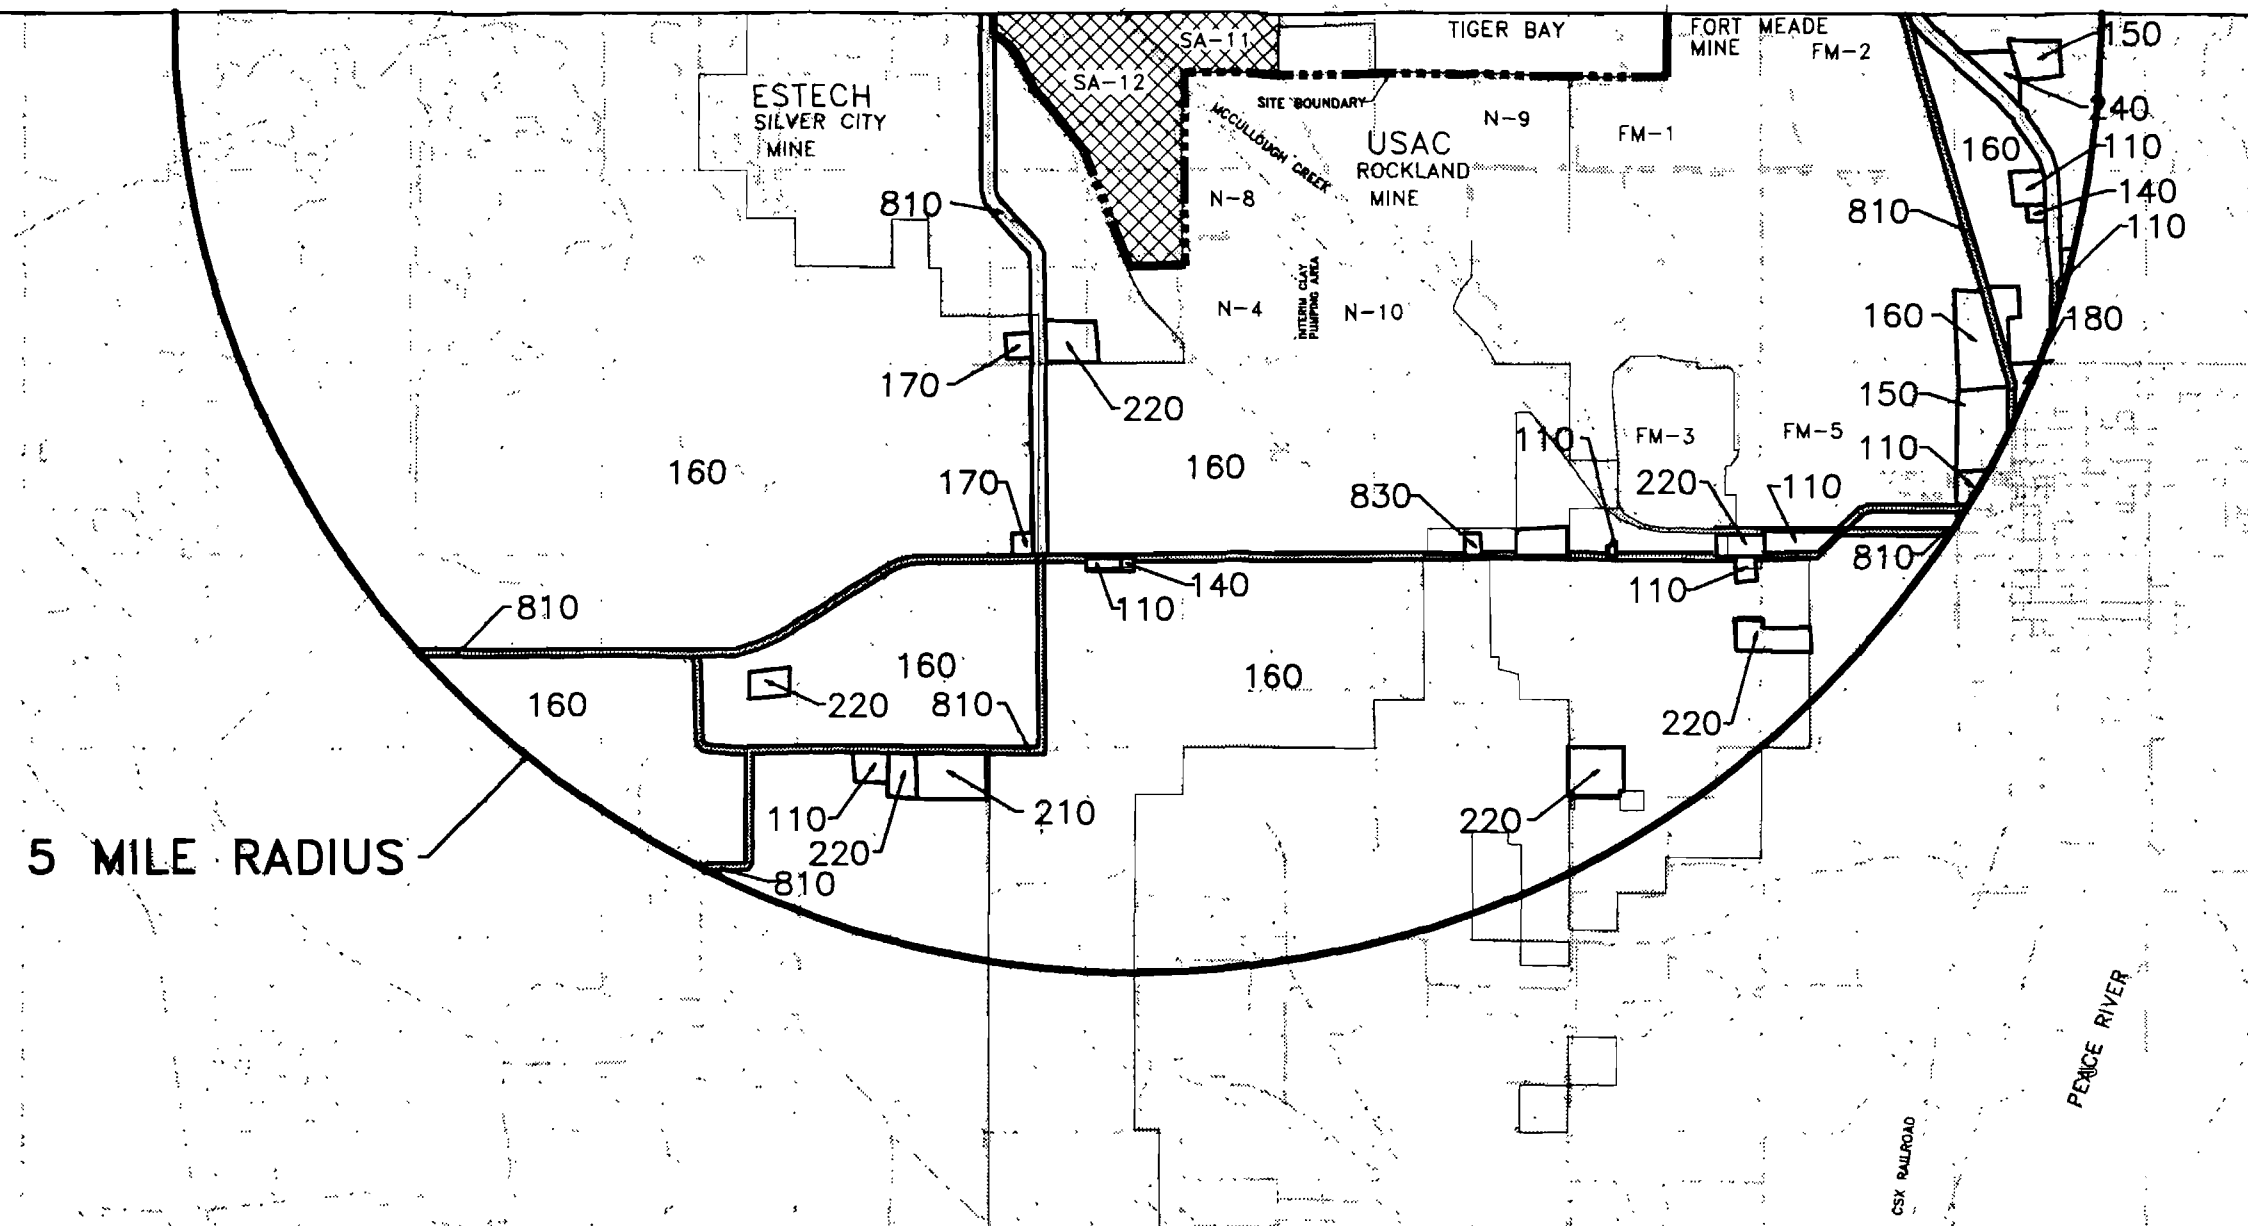 SA-11
TIGER BAY
FORT MEADE
MINE
FM-2
150
SA-12
ESTECH
SILVER CITY
MINE
SITE BOUNDARY
MCCULLOUGH CREEK
N-9
FM-1
240
USAC
ROCKLAND
MINE
160
110
140
810
N-8
810
110
INTERIM CLAY
PUMPING AREA
N-4
N-10
160
180
170
220
150
110
FM-3
FM-5
110
160
160
170
830
220
110
810
140
110
110
810
160
160
160
220
810
220
110
220
210
220
5 MILE RADIUS
810
PEACE RIVER
CSX RAILROAD